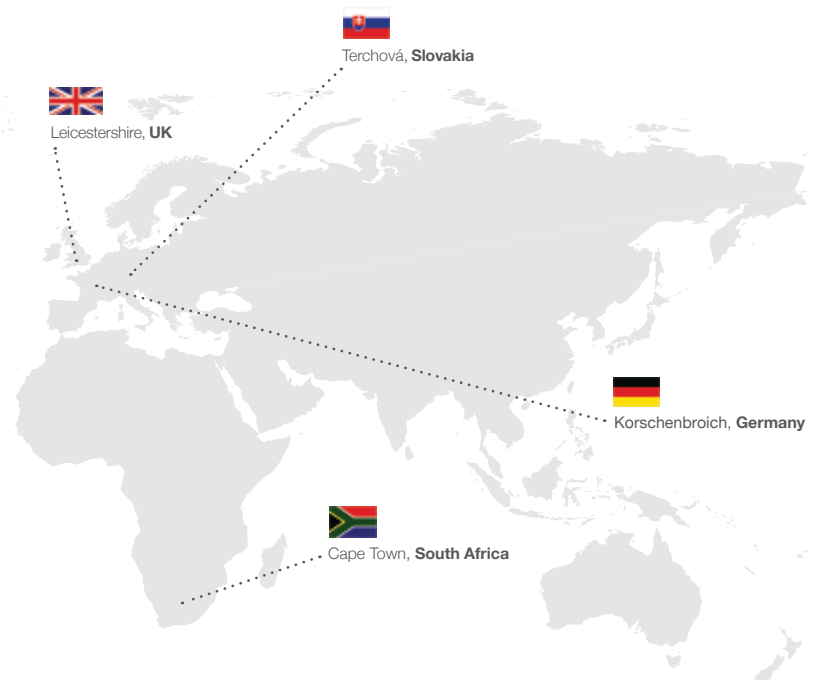 Terchová, Slovakia
Leicestershire, UK
Korschenbroich, Germany
Cape Town, South Africa